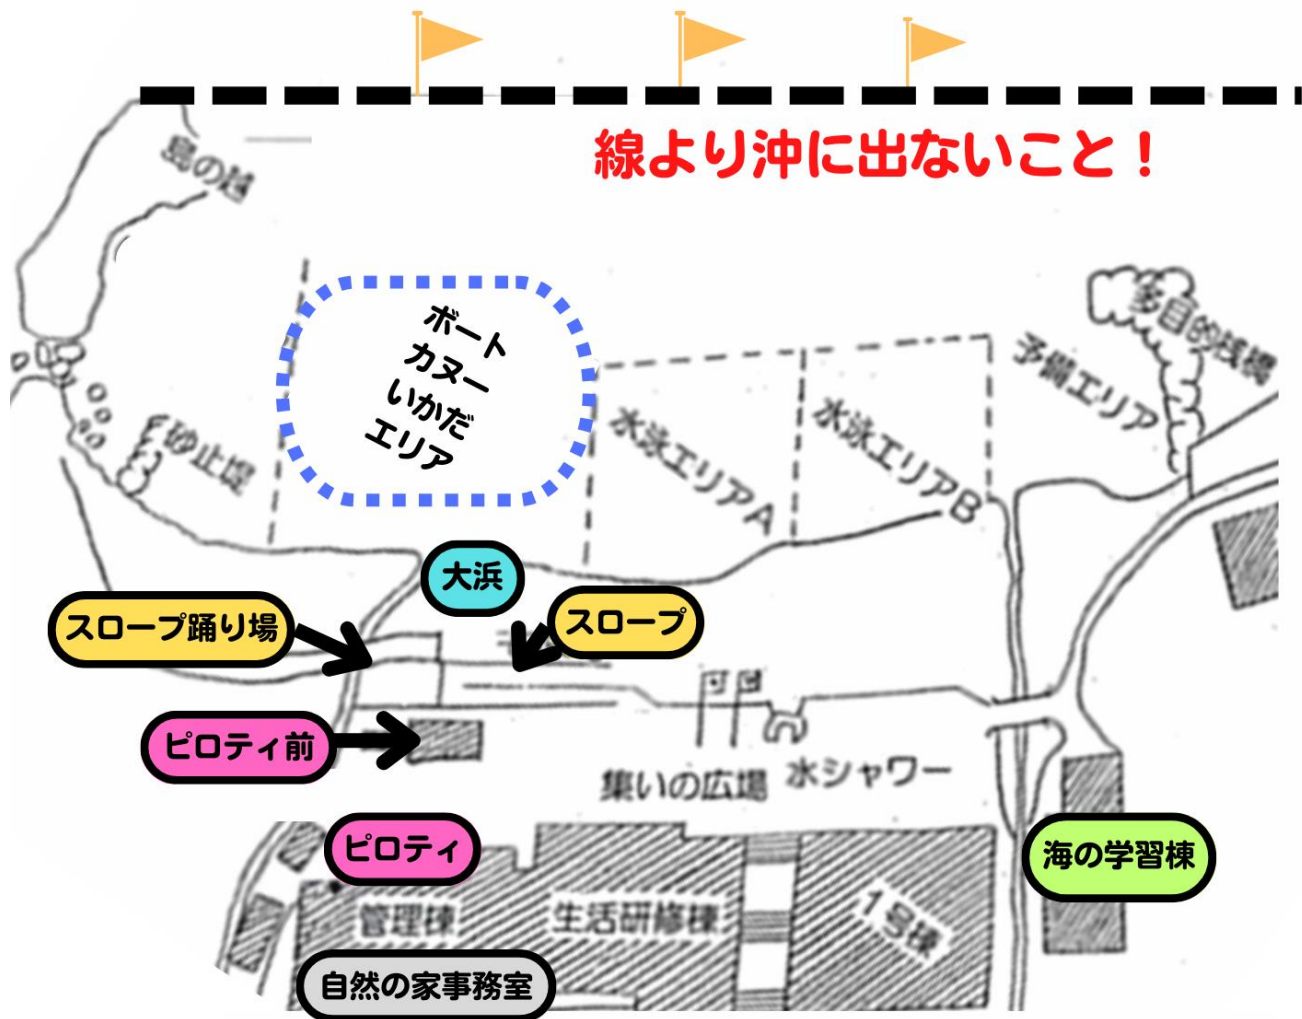 線より沖に出ないこと！
島の越
ボート
カヌー
いかだ
エリア
多目的桟橋
予備エリア
砂止堤
水泳エリアA
水泳エリアB
大浜
スロープ
スロープ踊り場
ピロティ前
集いの広場
水シャワー
ピロティ
海の学習棟
管理棟
生活研修棟
1号棟
自然の家事務室